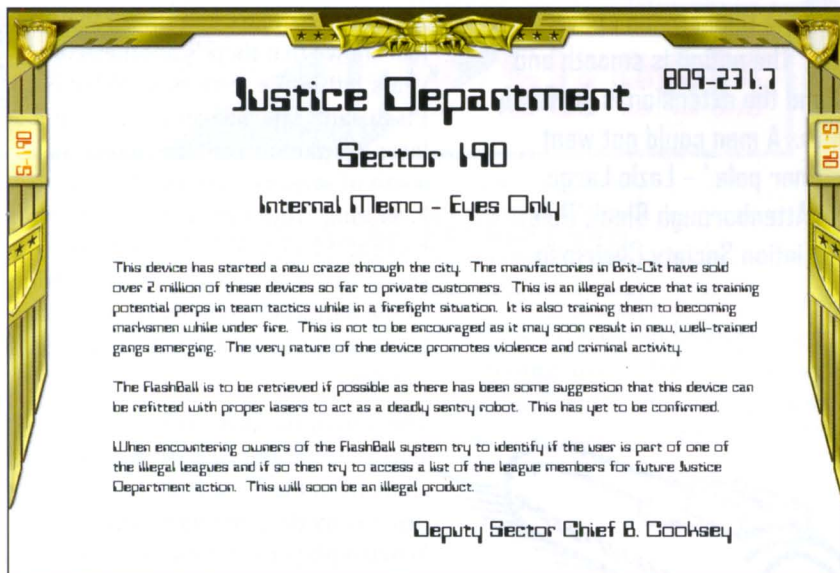 809-231.7
Justice Department
Sector 190
Internal Memo - Eyes Only
S-190
S-190
This device has started a new craze through the city. The manufactories in Brit-Cit have sold
over 2 million of these devices so far to private customers. This is an illegal device that is training
potential perps in team tactics while in a firefight situation. It is also training them to becoming
marksmen while under fire. This is not to be encouraged as it may soon result in new, well-trained
gangs emerging. The very nature of the device promotes violence and criminal activity.
The FlashBall is to be retrieved if possible as there has been some suggestion that this device can
be refitted with proper lasers to act as a deadly sentry robot. This has yet to be confirmed.
When encountering owners of the FlashBall system try to identify if the user is part of one of
the illegal leagues and if so then try to access a list of the league members for future Justice
Department action. This will soon be an illegal product.
Deputy Sector Chief B. Cooksey